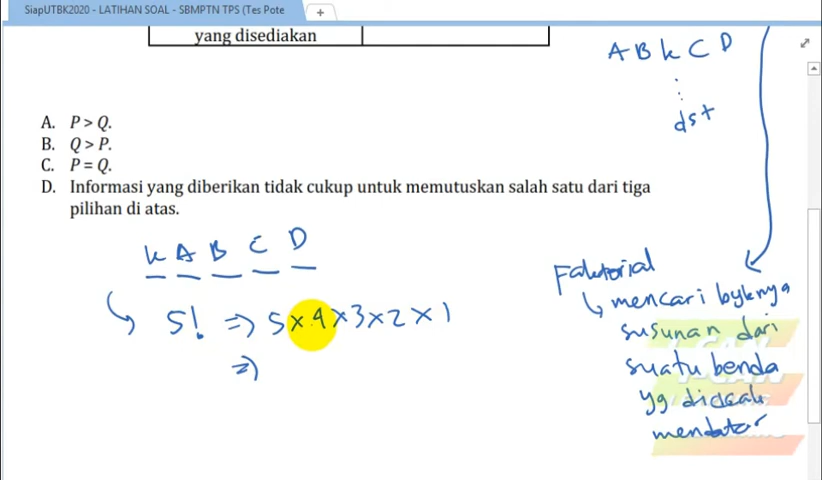 SiapUTBK2020 - LATIHAN SOAL - SBMPTN TPS (Tes Pote
yang disediakan
A B K C D
dst
A. P > Q.
B. Q > P.
C. P = Q.
D. Informasi yang diberikan tidak cukup untuk memutuskan salah satu dari tiga
pilihan di atas.
K A B C D
5! => 5 x 4 x 3 x 2 x 1
=>
Faktorial
mencari byknya
susunan dari
suatu benda
yg diacak
mendatar